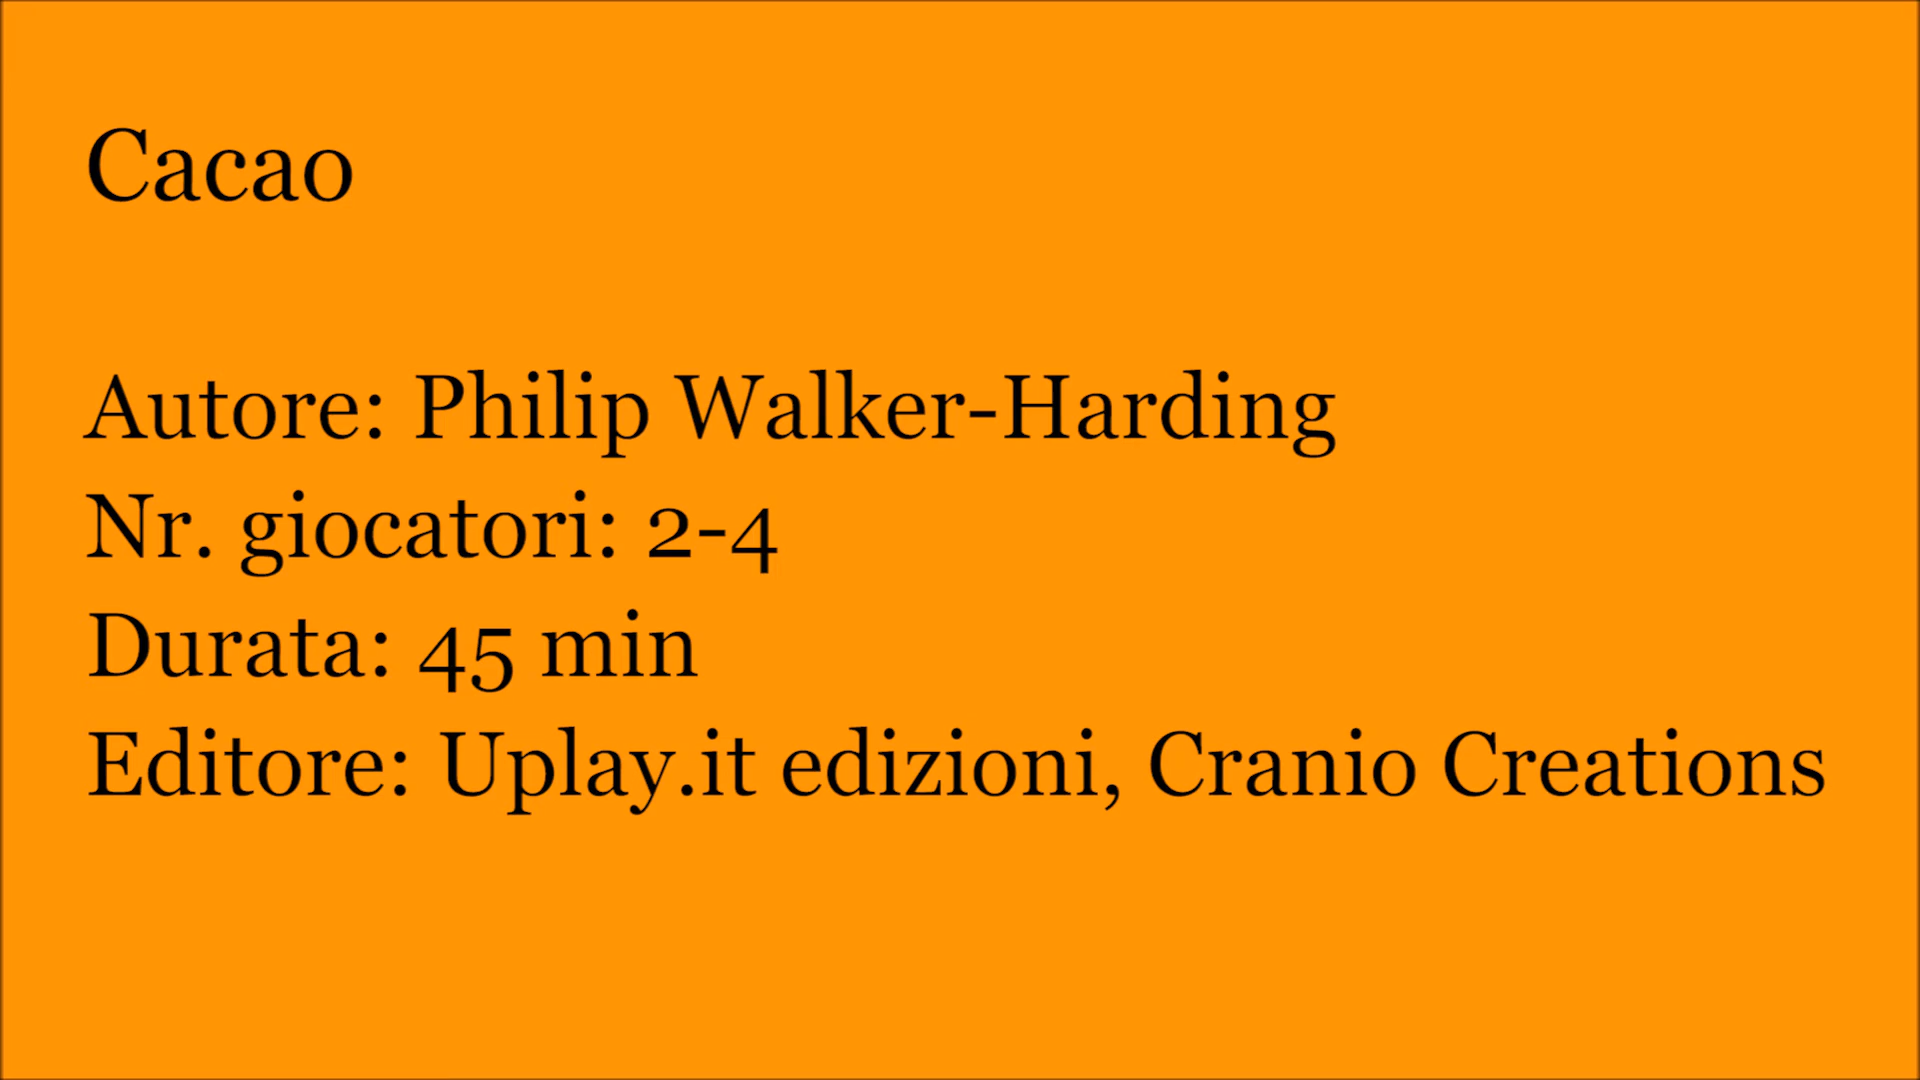 Cacao
Autore: Philip Walker-Harding
Nr. giocatori: 2-4
Durata: 45 min
Editore: Uplay.it edizioni, Cranio Creations